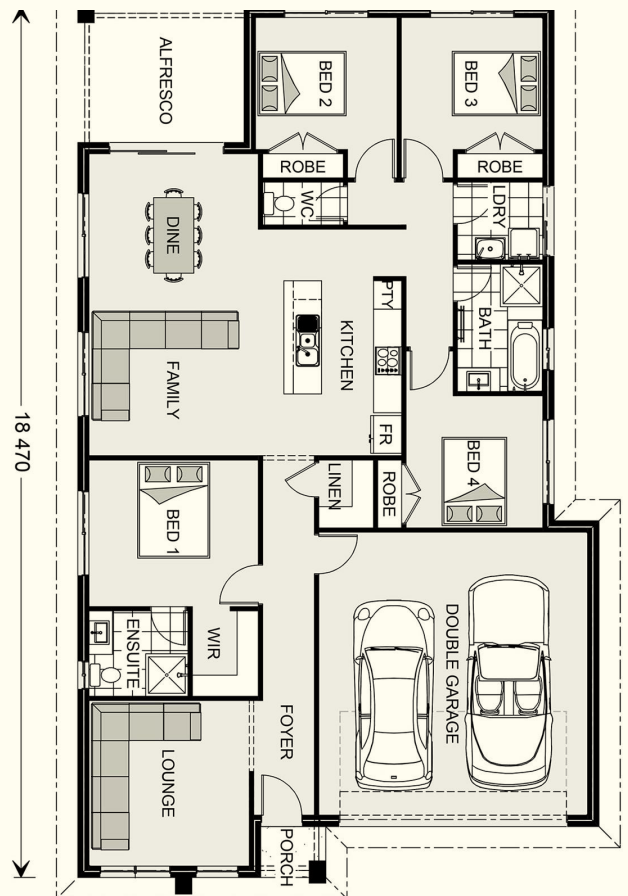 ALFRESCO
BED 2
BED 3
ROBE
ROBE
WC
LDRY
DINE
PTY
BATH
KITCHEN
FAMILY
FR
18 470
BED 4
LINEN
ROBE
BED 1
ENSUITE
WIR
DOUBLE GARAGE
FOYER
LOUNGE
PORCH